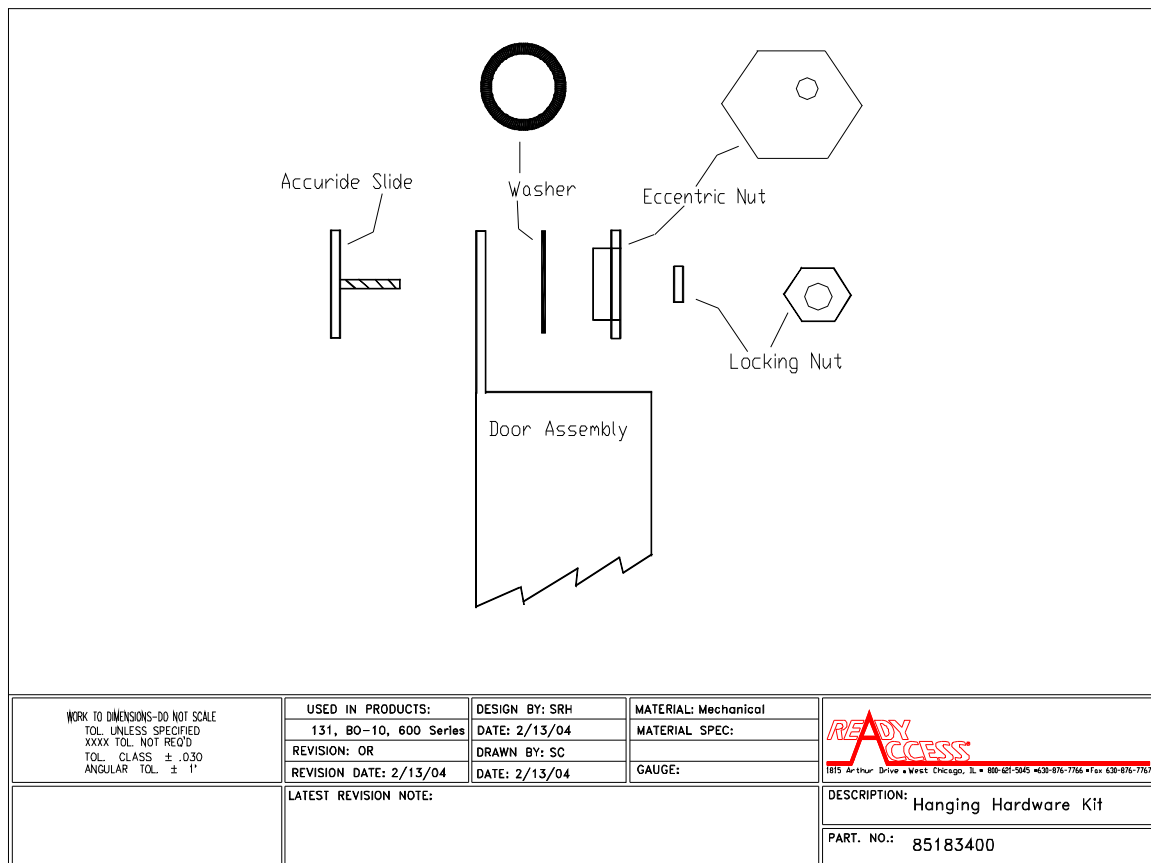 Accuride Slide
Washer
Eccentric Nut
Locking Nut
Door Assembly
WORK TO DIMENSIONS-DO NOT SCALE
TOL. UNLESS SPECIFIED
XXXX TOL. NOT REQ'D
TOL. CLASS ± .030
ANGULAR TOL. ± 1°
USED IN PRODUCTS:
131, BO-10, 600 Series
REVISION: OR
REVISION DATE: 2/13/04
DESIGN BY: SRH
DATE: 2/13/04
DRAWN BY: SC
DATE: 2/13/04
MATERIAL: Mechanical
MATERIAL SPEC:
GAUGE:
READY
ACCESS
1815 Arthur Drive • West Chicago, IL • 800-621-5045 • 630-876-7766 • Fax 630-876-7767
LATEST REVISION NOTE:
DESCRIPTION: Hanging Hardware Kit
PART. NO.: 85183400